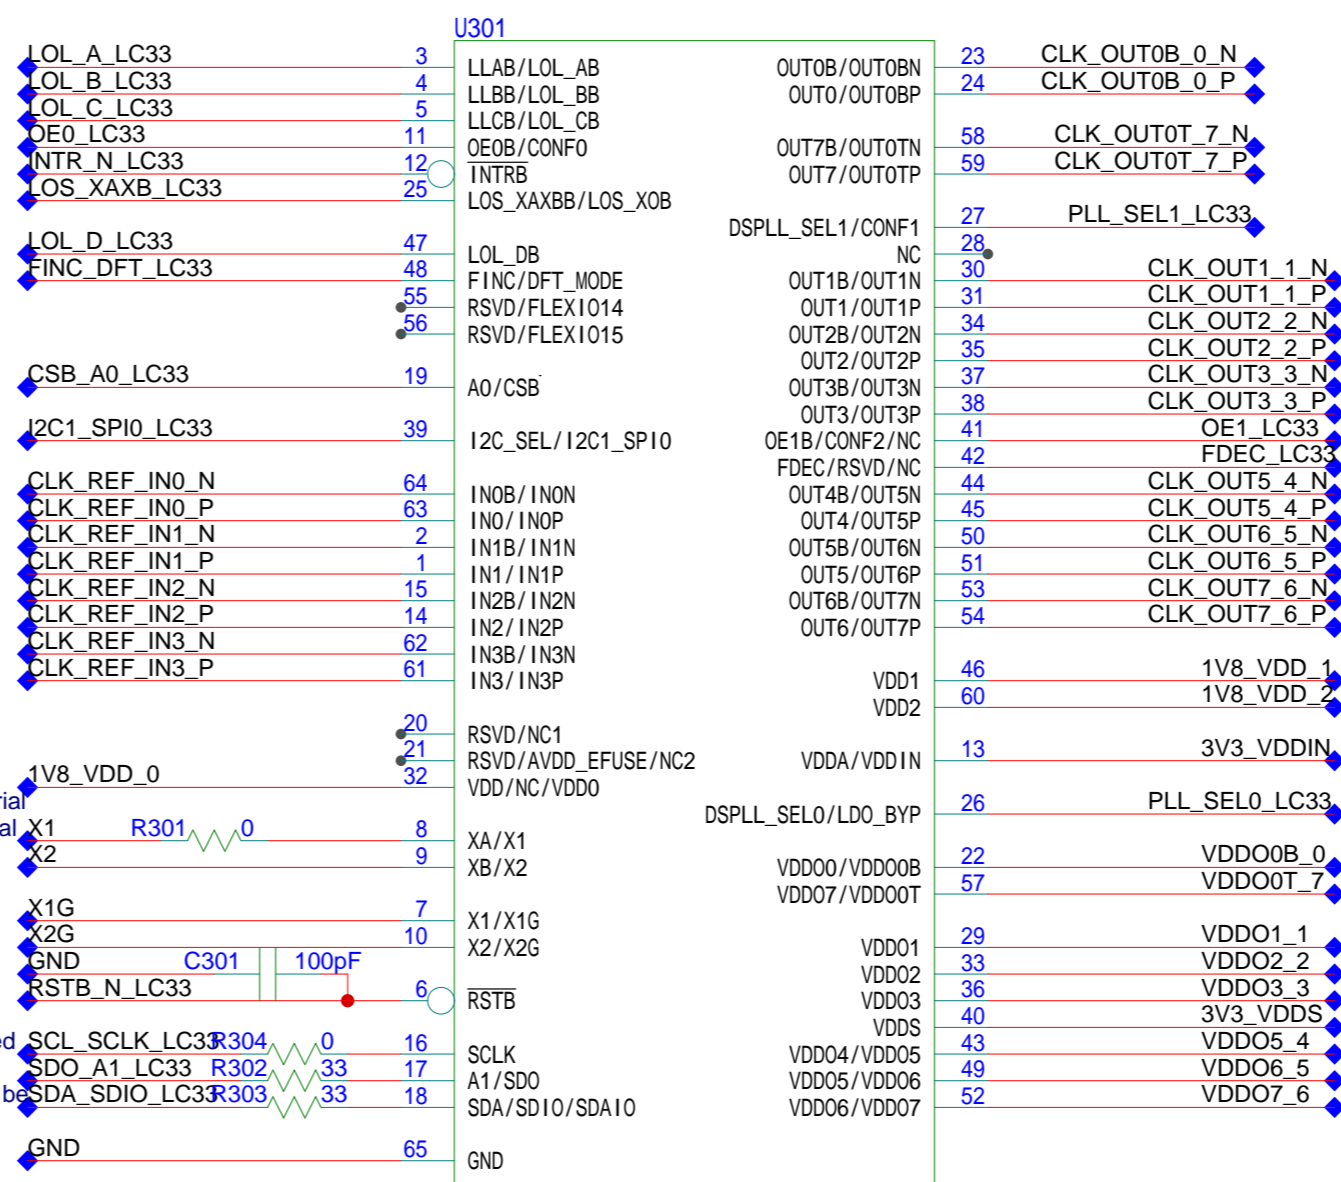 U301
LOL_A_LC33 3 LLAB/LOL_AB OUT0B/OUT0BN 23 CLK_OUT0B_0_N
LOL_B_LC33 4 LLBB/LOL_BB OUT0/OUT0BP 24 CLK_OUT0B_0_P
LOL_C_LC33 5 LLCB/LOL_CB
OE0_LC33 11 OE0B/CONF0 OUT7B/OUT0TN 58 CLK_OUT0T_7_N
INTR_N_LC33 12 INTRB OUT7/OUT0TP 59 CLK_OUT0T_7_P
LOS_XAXB_LC33 25 LOS_XAXBB/LOS_X0B
DSPLL_SEL1/CONF1 27 PLL_SEL1_LC33
LOL_D_LC33 47 LOL_DB NC 28
FINC_DFT_LC33 48 FINC/DFT_MODE OUT1B/OUT1N 30 CLK_OUT1_1_N
55 RSVD/FLEXIO14 OUT1/OUT1P 31 CLK_OUT1_1_P
56 RSVD/FLEXIO15 OUT2B/OUT2N 34 CLK_OUT2_2_N
OUT2/OUT2P 35 CLK_OUT2_2_P
CSB_A0_LC33 19 A0/CSB OUT3B/OUT3N 37 CLK_OUT3_3_N
OUT3/OUT3P 38 CLK_OUT3_3_P
I2C1_SPI0_LC33 39 I2C_SEL/I2C1_SPI0 OE1B/CONF2/NC 41 OE1_LC33
FDEC/RSVD/NC 42 FDEC_LC33
CLK_REF_IN0_N 64 IN0B/IN0N OUT4B/OUT5N 44 CLK_OUT5_4_N
CLK_REF_IN0_P 63 IN0/IN0P OUT4/OUT5P 45 CLK_OUT5_4_P
CLK_REF_IN1_N 2 IN1B/IN1N OUT5B/OUT6N 50 CLK_OUT6_5_N
CLK_REF_IN1_P 1 IN1/IN1P OUT5/OUT6P 51 CLK_OUT6_5_P
CLK_REF_IN2_N 15 IN2B/IN2N OUT6B/OUT7N 53 CLK_OUT7_6_N
CLK_REF_IN2_P 14 IN2/IN2P OUT6/OUT7P 54 CLK_OUT7_6_P
CLK_REF_IN3_N 62 IN3B/IN3N
CLK_REF_IN3_P 61 IN3/IN3P VDD1 46 1V8_VDD_1
VDD2 60 1V8_VDD_2
20 RSVD/NC1
21 RSVD/AVDD_EFUSE/NC2 VDDA/VDDIN 13 3V3_VDDIN
1V8_VDD_0 32 VDD/NC/VDD0
DSPLL_SEL0/LDO_BYP 26 PLL_SEL0_LC33
X1 R301 0 8 XA/X1
X2 9 XB/X2 VDDO0/VDDO0B 22 VDDO0B_0
VDDO7/VDDO0T 57 VDDO0T_7
X1G 7 X1/X1G
X2G 10 X2/X2G VDDO1 29 VDDO1_1
GND C301 100pF VDDO2 33 VDDO2_2
RSTB_N_LC33 6 RSTB VDDO3 36 VDDO3_3
VDDS 40 3V3_VDDS
SCL_SCLK_LC33 R304 0 16 SCLK VDDO4/VDDO5 43 VDDO5_4
SDO_A1_LC33 R302 33 17 A1/SDO VDDO5/VDDO6 49 VDDO6_5
be SDA_SDIO_LC33 R303 33 18 SDA/SDIO/SDAIO VDDO6/VDDO7 52 VDDO7_6
GND 65 GND